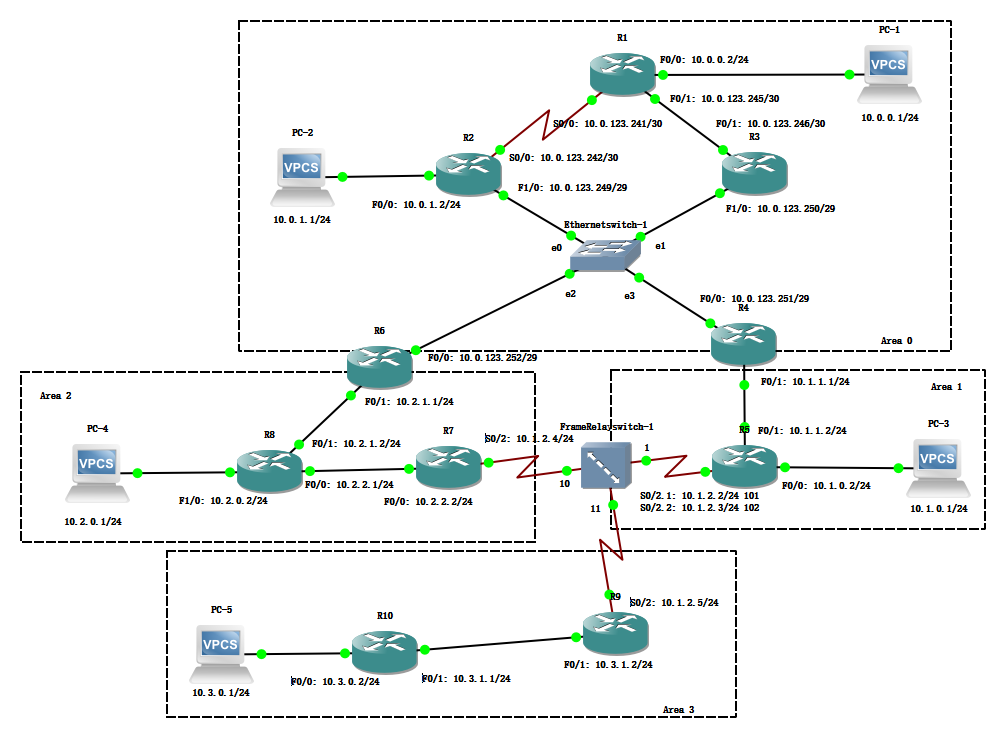 PC-1
R1
VPCS
F0/0: 10.0.0.2/24
F0/1: 10.0.123.245/30
10.0.0.1/24
S0/0: 10.0.123.241/30
F0/1: 10.0.123.246/30
PC-2
R2
R3
VPCS
S0/0: 10.0.123.242/30
F1/0: 10.0.123.249/29
F0/0: 10.0.1.2/24
F1/0: 10.0.123.250/29
10.0.1.1/24
Ethernetswitch-1
e0
e1
e2
e3
F0/0: 10.0.123.251/29
R4
R6
Area 0
F0/0: 10.0.123.252/29
F0/1: 10.1.1.1/24
Area 1
Area 2
F0/1: 10.2.1.1/24
PC-4
R8
R7
FrameRelayswitch-1
R5
F0/1: 10.1.1.2/24
PC-3
F0/1: 10.2.1.2/24
S0/2: 10.1.2.4/24
1
VPCS
VPCS
10
F0/0: 10.2.2.1/24
F0/0: 10.1.0.2/24
F1/0: 10.2.0.2/24
F0/0: 10.2.2.2/24
S0/2.1: 10.1.2.2/24 101
S0/2.2: 10.1.2.3/24 102
10.2.0.1/24
11
10.1.0.1/24
R9
S0/2: 10.1.2.5/24
PC-5
R10
VPCS
F0/1: 10.3.1.2/24
F0/0: 10.3.0.2/24
F0/1: 10.3.1.1/24
10.3.0.1/24
Area 3